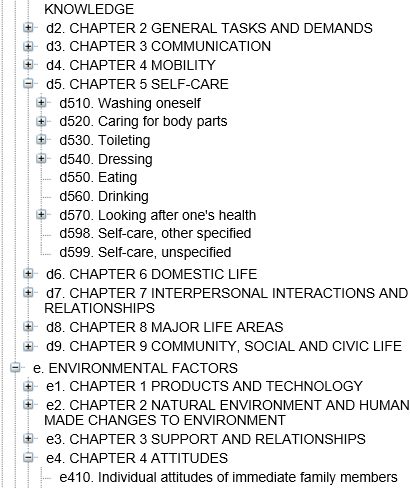 KNOWLEDGE
d2. CHAPTER 2 GENERAL TASKS AND DEMANDS
d3. CHAPTER 3 COMMUNICATION
d4. CHAPTER 4 MOBILITY
d5. CHAPTER 5 SELF-CARE
d510. Washing oneself
d520. Caring for body parts
d530. Toileting
d540. Dressing
d550. Eating
d560. Drinking
d570. Looking after one's health
d598. Self-care, other specified
d599. Self-care, unspecified
d6. CHAPTER 6 DOMESTIC LIFE
d7. CHAPTER 7 INTERPERSONAL INTERACTIONS AND
RELATIONSHIPS
d8. CHAPTER 8 MAJOR LIFE AREAS
d9. CHAPTER 9 COMMUNITY, SOCIAL AND CIVIC LIFE
e. ENVIRONMENTAL FACTORS
e1. CHAPTER 1 PRODUCTS AND TECHNOLOGY
e2. CHAPTER 2 NATURAL ENVIRONMENT AND HUMAN
MADE CHANGES TO ENVIRONMENT
e3. CHAPTER 3 SUPPORT AND RELATIONSHIPS
e4. CHAPTER 4 ATTITUDES
e410. Individual attitudes of immediate family members